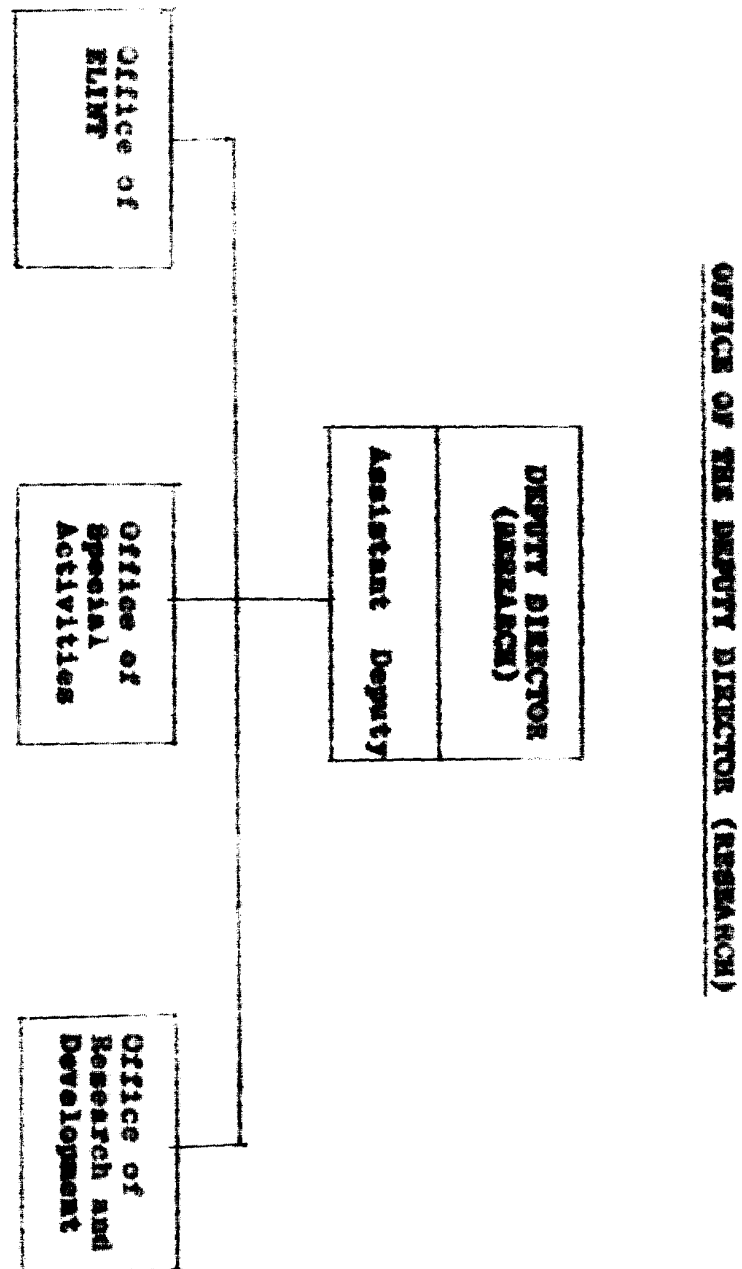 OFFICE OF THE DEPUTY DIRECTOR (RESEARCH)
DEPUTY DIRECTOR
(RESEARCH)
Assistant Deputy
Office of
ELINT
Office of
Special
Activities
Office of
Research and
Development